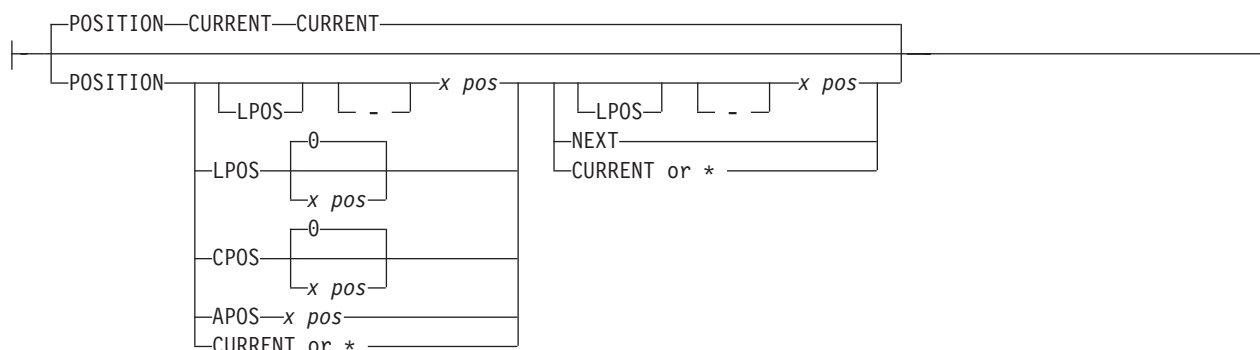 POSITION CURRENT CURRENT
POSITION x pos x pos
LPOS - LPOS -
0 NEXT
LPOS CURRENT or *
x pos
0
CPOS
x pos
APOS x pos
CURRENT or *